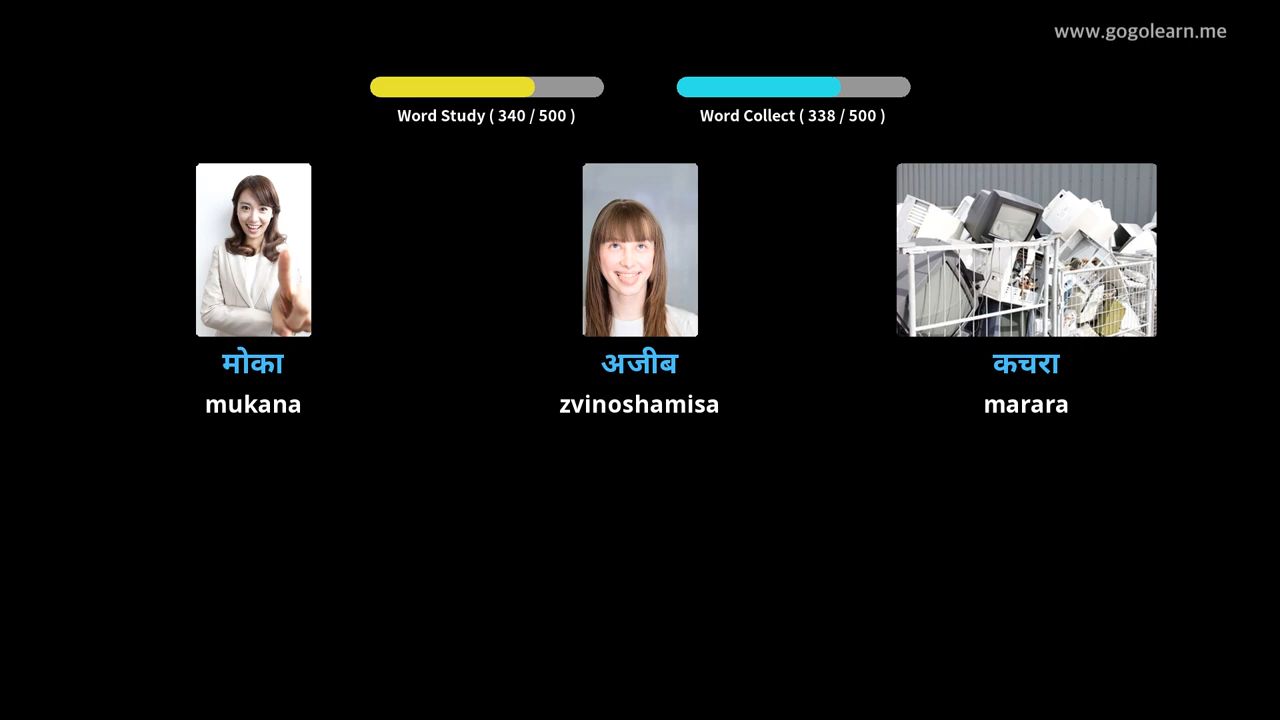 www.gogolearn.me
Word Study ( 340 / 500 )
Word Collect ( 338 / 500 )
मोका
mukana
अजीब
zvinoshamisa
कचरा
marara